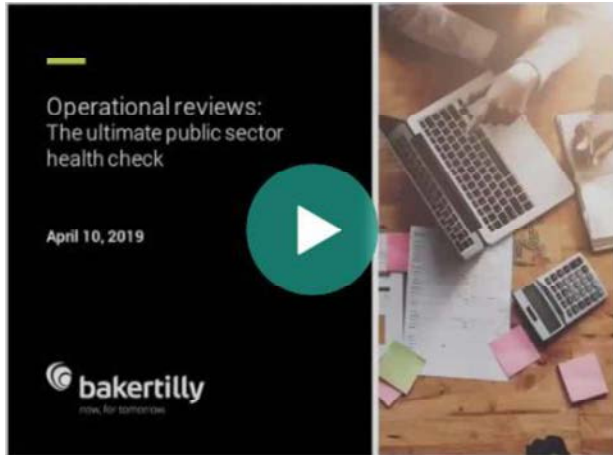 Operational reviews:
The ultimate public sector
health check
April 10, 2019
bakertilly
now, for tomorrow